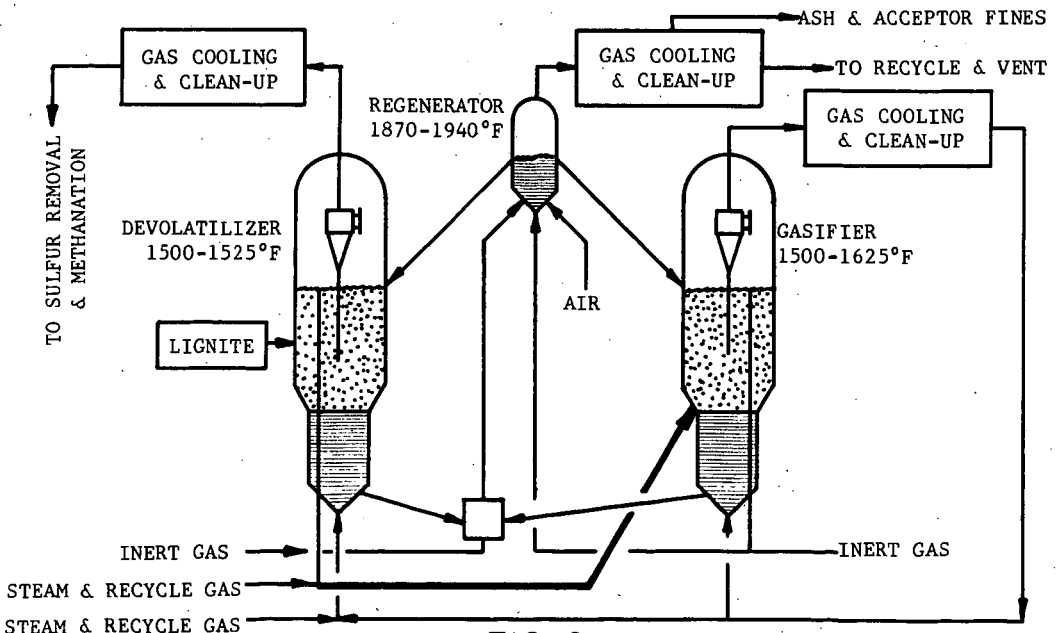 ASH & ACCEPTOR FINES
GAS COOLING
& CLEAN-UP
GAS COOLING
& CLEAN-UP
TO RECYCLE & VENT
REGENERATOR
1870-1940°F
GAS COOLING
& CLEAN-UP
TO SULFUR REMOVAL
& METHANATION
DEVOLATILIZER
1500-1525°F
GASIFIER
1500-1625°F
AIR
LIGNITE
INERT GAS
INERT GAS
STEAM & RECYCLE GAS
STEAM & RECYCLE GAS